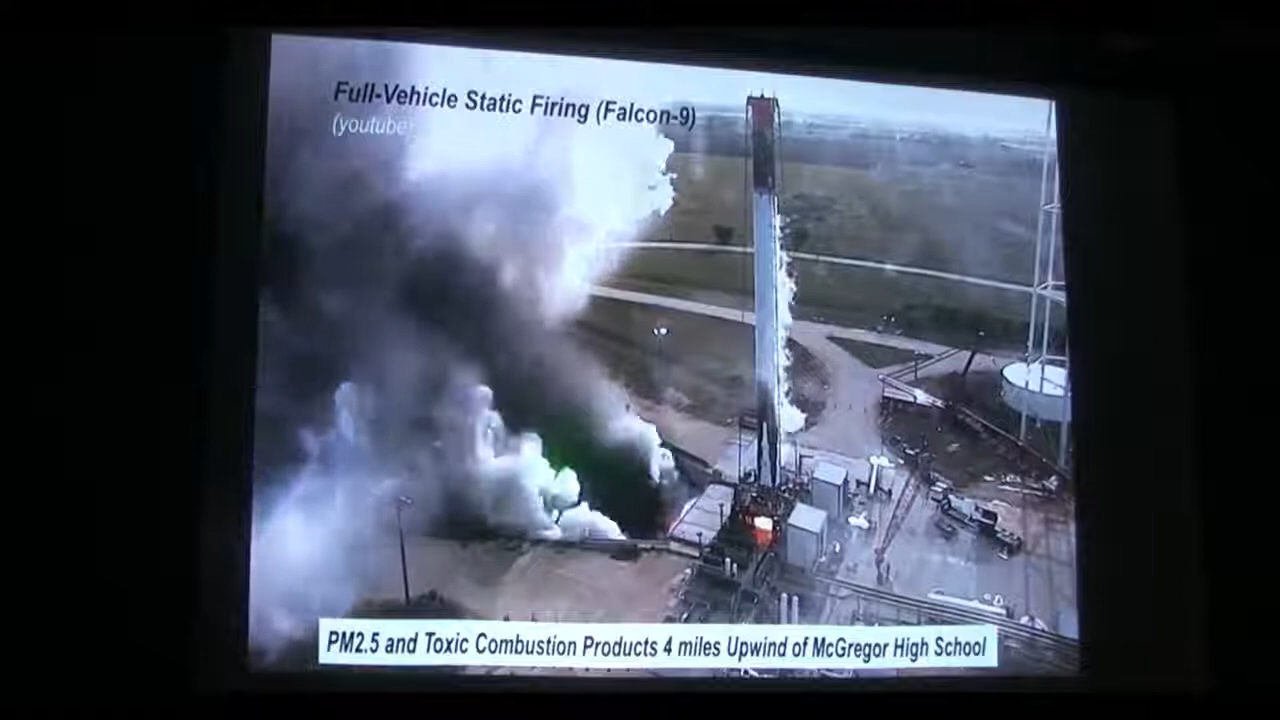 Full-Vehicle Static Firing (Falcon-9)
(youtube)
PM2.5 and Toxic Combustion Products 4 miles Upwind of McGregor High School